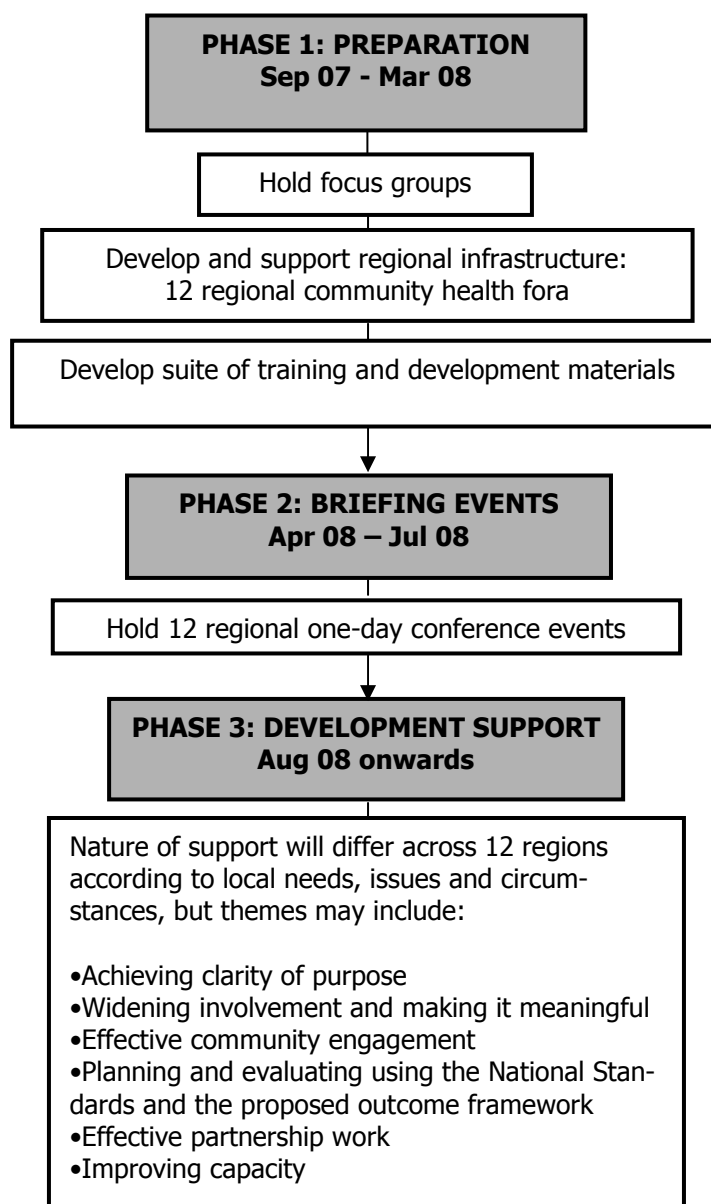 PHASE 1: PREPARATION
Sep 07 - Mar 08
Hold focus groups
Develop and support regional infrastructure:
12 regional community health fora
Develop suite of training and development materials
PHASE 2: BRIEFING EVENTS
Apr 08 – Jul 08
Hold 12 regional one-day conference events
PHASE 3: DEVELOPMENT SUPPORT
Aug 08 onwards
Nature of support will differ across 12 regions
according to local needs, issues and circum-
stances, but themes may include:
•Achieving clarity of purpose
•Widening involvement and making it meaningful
•Effective community engagement
•Planning and evaluating using the National Stan-
dards and the proposed outcome framework
•Effective partnership work
•Improving capacity